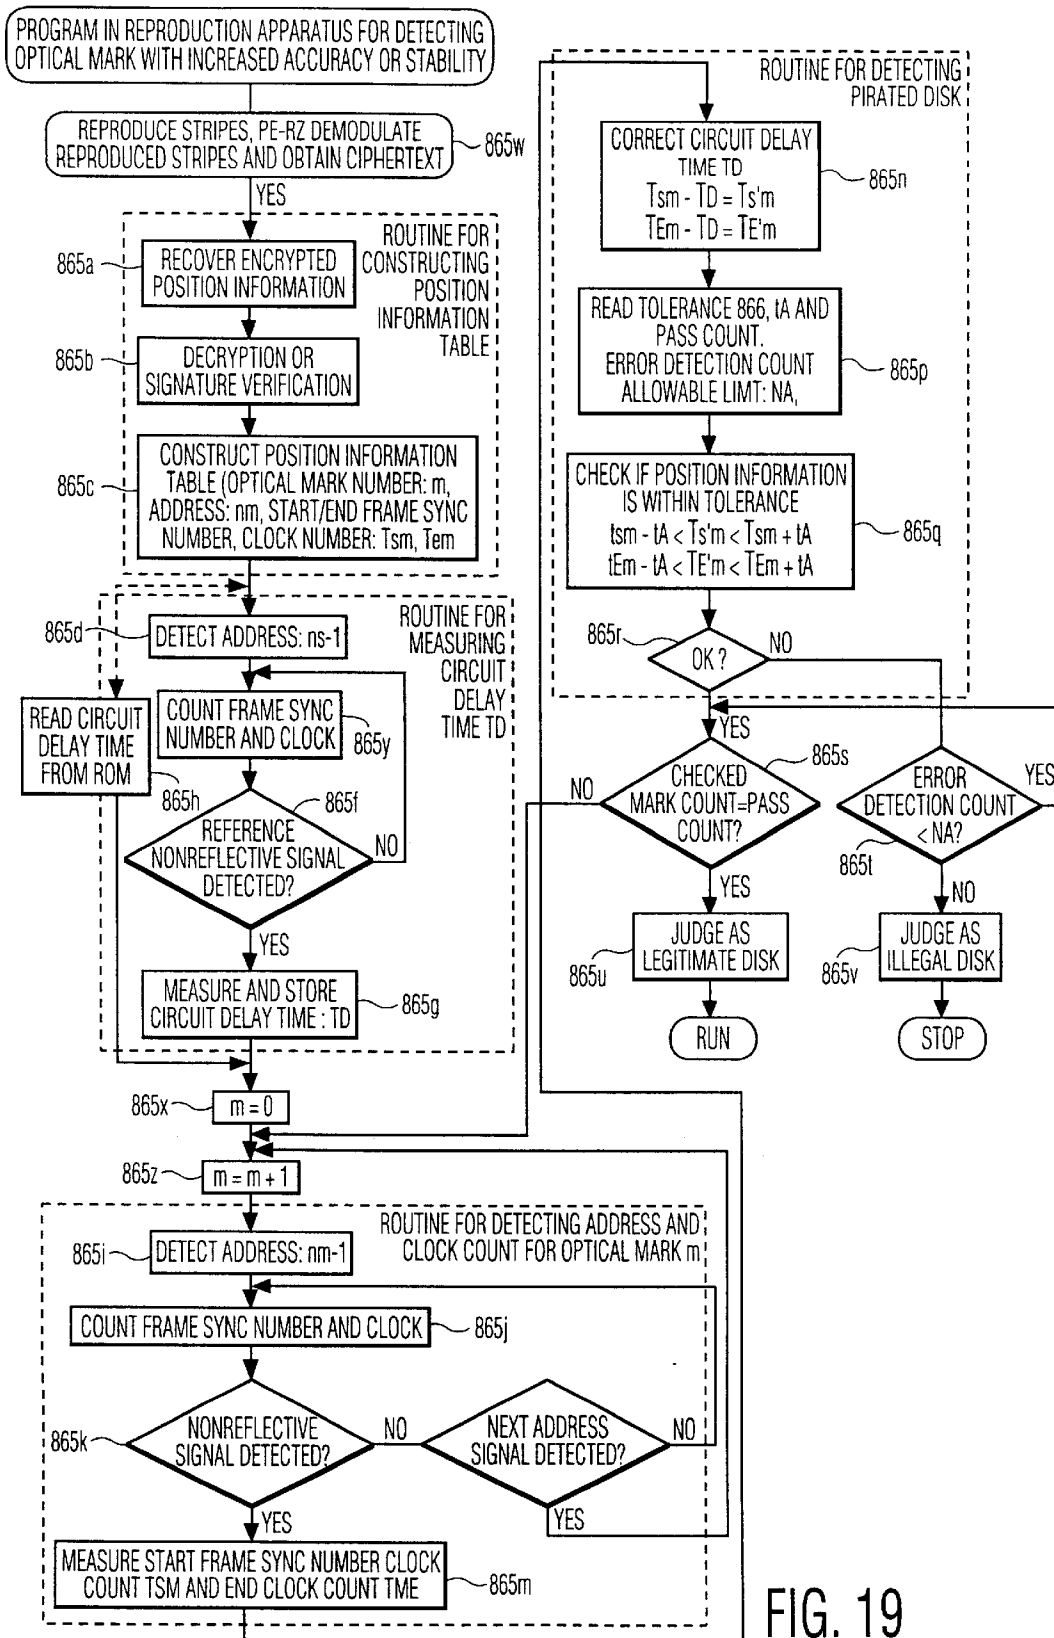 PROGRAM IN REPRODUCTION APPARATUS FOR DETECTING
OPTICAL MARK WITH INCREASED ACCURACY OR STABILITY
REPRODUCE STRIPES, PE-RZ DEMODULATE
REPRODUCED STRIPES AND OBTAIN CIPHERTEXT
865w
YES
ROUTINE FOR
CONSTRUCTING
POSITION
INFORMATION
TABLE
865a
RECOVER ENCRYPTED
POSITION INFORMATION
865b
DECRYPTION OR
SIGNATURE VERIFICATION
865c
CONSTRUCT POSITION INFORMATION
TABLE (OPTICAL MARK NUMBER: m,
ADDRESS: nm, START/END FRAME SYNC
NUMBER, CLOCK NUMBER: Tsm, Tem
ROUTINE FOR
MEASURING
CIRCUIT
DELAY
TIME TD
865d
DETECT ADDRESS: ns-1
READ CIRCUIT
DELAY TIME
FROM ROM
865h
COUNT FRAME SYNC
NUMBER AND CLOCK
865y
865f
REFERENCE
NONREFLECTIVE SIGNAL
DETECTED?
NO
YES
MEASURE AND STORE
CIRCUIT DELAY TIME : TD
865g
865x
m = 0
865z
m = m + 1
ROUTINE FOR DETECTING ADDRESS AND
CLOCK COUNT FOR OPTICAL MARK m
865i
DETECT ADDRESS: nm-1
COUNT FRAME SYNC NUMBER AND CLOCK
865j
865k
NONREFLECTIVE
SIGNAL DETECTED?
NO
NEXT ADDRESS
SIGNAL DETECTED?
NO
YES
YES
MEASURE START FRAME SYNC NUMBER CLOCK
COUNT TSM AND END CLOCK COUNT TME
865m
ROUTINE FOR DETECTING
PIRATED DISK
CORRECT CIRCUIT DELAY
TIME TD
Tsm - TD = Ts'm
TEm - TD = TE'm
865n
READ TOLERANCE 866, tA AND
PASS COUNT.
ERROR DETECTION COUNT
ALLOWABLE LIMT: NA,
865p
CHECK IF POSITION INFORMATION
IS WITHIN TOLERANCE
tsm - tA < Ts'm < Tsm + tA
tEm - tA < TE'm < TEm + tA
865q
865r
OK ?
NO
YES
865s
CHECKED
MARK COUNT=PASS
COUNT?
NO
YES
ERROR
DETECTION COUNT
< NA?
YES
865t
NO
JUDGE AS
LEGITIMATE DISK
865u
JUDGE AS
ILLEGAL DISK
865v
RUN
STOP
FIG. 19